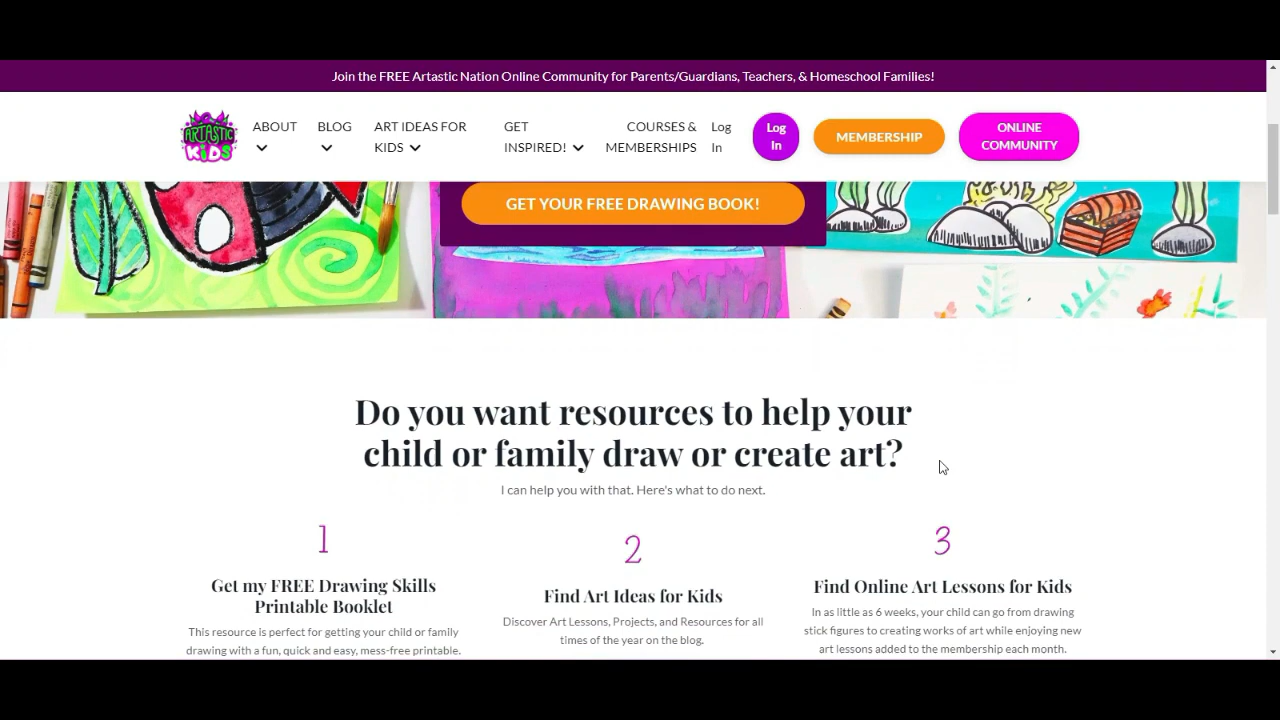 Join the FREE Artastic Nation Online Community for Parents/Guardians, Teachers, & Homeschool Families!
ARTASTIC
KIDS
ABOUT
BLOG
ART IDEAS FOR
KIDS
GET
INSPIRED!
COURSES &
MEMBERSHIPS
Log
In
Log
In
MEMBERSHIP
ONLINE
COMMUNITY
GET YOUR FREE DRAWING BOOK!
Do you want resources to help your
child or family draw or create art?
I can help you with that. Here's what to do next.
1
Get my FREE Drawing Skills
Printable Booklet
This resource is perfect for getting your child or family
drawing with a fun, quick and easy, mess-free printable.
2
Find Art Ideas for Kids
Discover Art Lessons, Projects, and Resources for all
times of the year on the blog.
3
Find Online Art Lessons for Kids
In as little as 6 weeks, your child can go from drawing
stick figures to creating works of art while enjoying new
art lessons added to the membership each month.